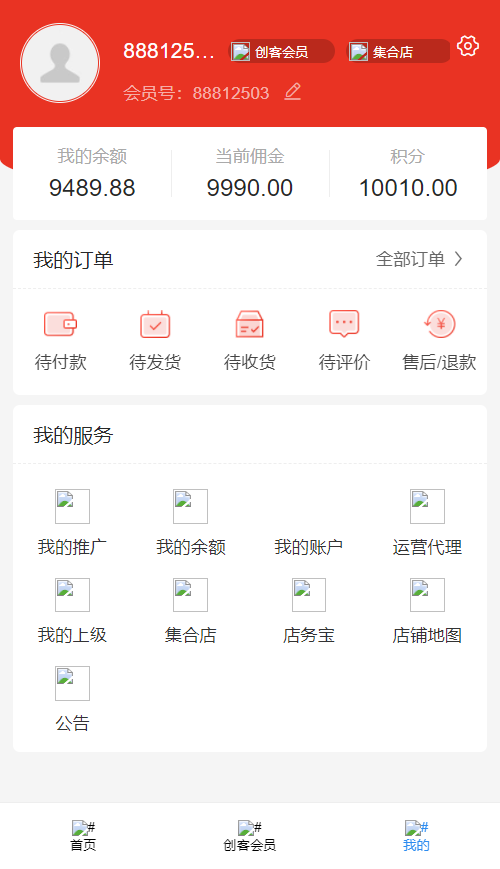 888125... 创客会员 集合店
会员号：88812503
我的余额 当前佣金 积分
9489.88 9990.00 10010.00
我的订单 全部订单
待付款 待发货 待收货 待评价 售后/退款
我的服务
我的推广 我的余额 我的账户 运营代理
我的上级 集合店 店务宝 店铺地图
公告
# # #
首页 创客会员 我的